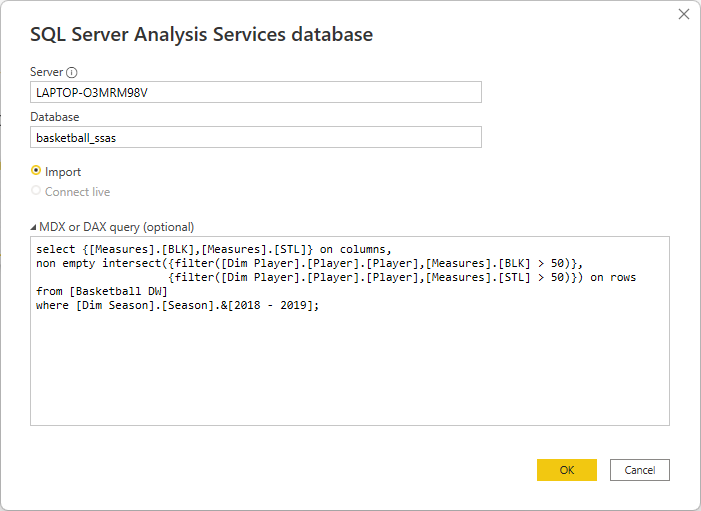 SQL Server Analysis Services database
Server
LAPTOP-O3MRM98V
Database
basketball_ssas
Import
Connect live
MDX or DAX query (optional)
select {[Measures].[BLK],[Measures].[STL]} on columns,
non empty intersect({filter([Dim Player].[Player].[Player],[Measures].[BLK] > 50)},
{filter([Dim Player].[Player].[Player],[Measures].[STL] > 50)}) on rows
from [Basketball DW]
where [Dim Season].[Season].&[2018 - 2019];
OK
Cancel